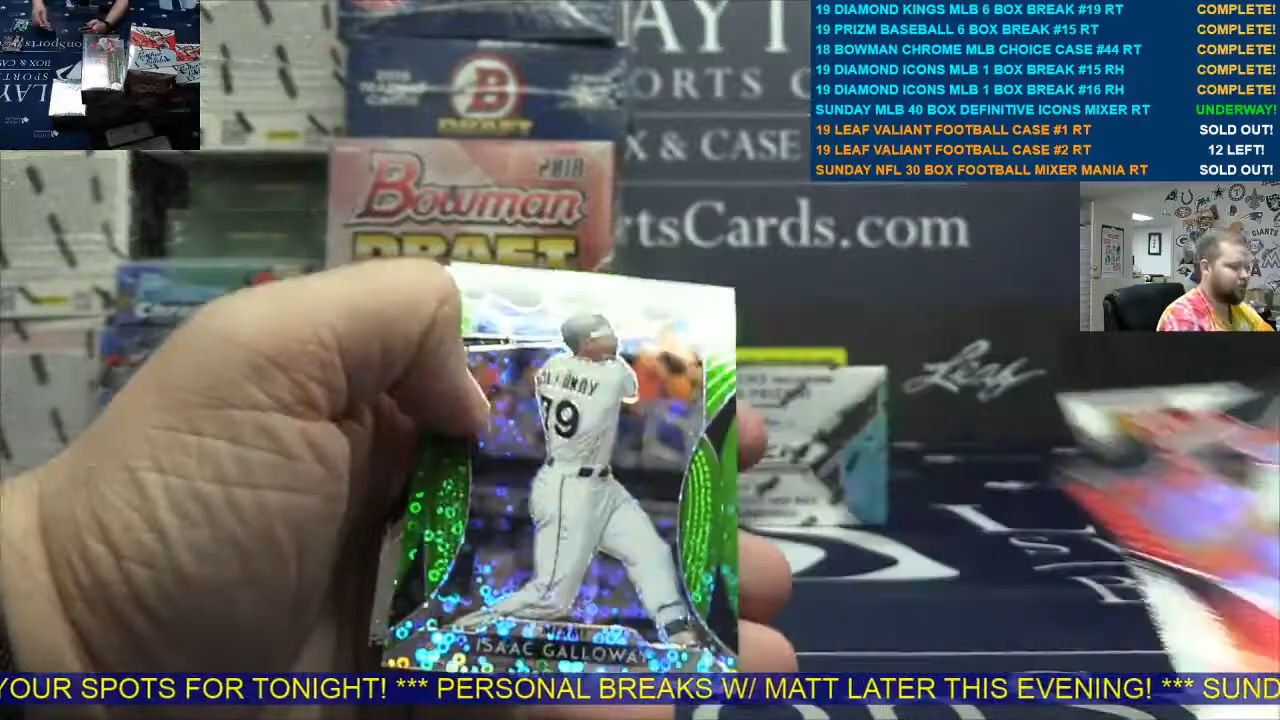 19 DIAMOND KINGS MLB 6 BOX BREAK #19 RT COMPLETE!
19 PRIZM BASEBALL 6 BOX BREAK #15 RT COMPLETE!
18 BOWMAN CHROME MLB CHOICE CASE #44 RT COMPLETE!
19 DIAMOND ICONS MLB 1 BOX BREAK #15 RH COMPLETE!
19 DIAMOND ICONS MLB 1 BOX BREAK #16 RH COMPLETE!
SUNDAY MLB 40 BOX DEFINITIVE ICONS MIXER RT UNDERWAY!
19 LEAF VALIANT FOOTBALL CASE #1 RT SOLD OUT!
19 LEAF VALIANT FOOTBALL CASE #2 RT 12 LEFT!
SUNDAY NFL 30 BOX FOOTBALL MIXER MANIA RT SOLD OUT!
B
DRAFT
2018
Bowman
DRAFT
X & CASE
rtsCards.com
Leaf
GIANTS
79
ISAAC GALLOWAY
YOUR SPOTS FOR TONIGHT! *** PERSONAL BREAKS W/ MATT LATER THIS EVENING! *** SUND